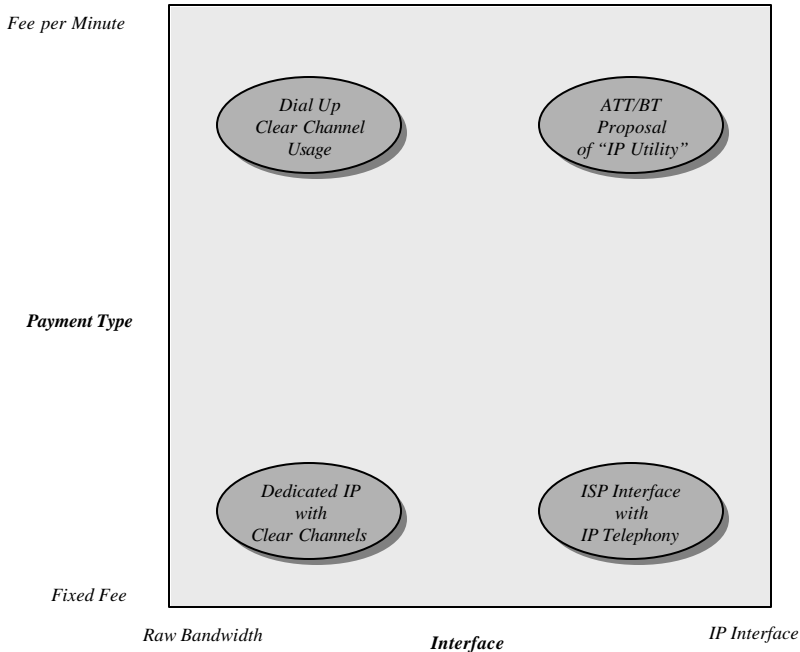 Fee per Minute
Dial Up
Clear Channel
Usage
ATT/BT
Proposal
of “IP Utility”
Payment Type
Dedicated IP
with
Clear Channels
ISP Interface
with
IP Telephony
Fixed Fee
Raw Bandwidth
Interface
IP Interface